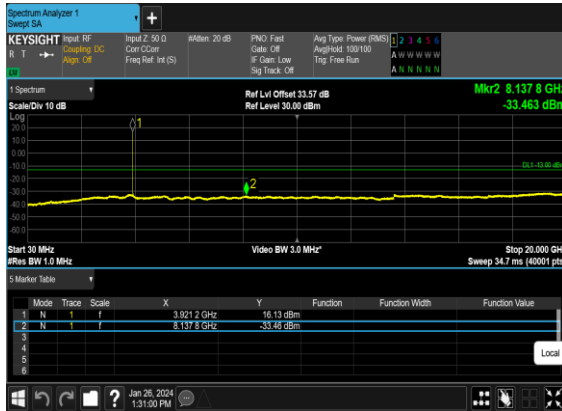 Spectrum Analyzer 1
Swept SA
+
KEYSIGHT Input: RF Input Z: 50 Ω #Atten: 20 dB PNO: Fast Avg Type: Power (RMS) 1 2 3 4 5 6
R T Coupling: DC Corr CCorr Gate: Off Avg|Hold: 100/100 A W W W W W
Align: Off Freq Ref: Int (S) IF Gain: Low Trig: Free Run
LXI Sig Track: Off A N N N N N
1 Spectrum Ref Lvl Offset 33.57 dB Mkr2 8.137 8 GHz
Scale/Div 10 dB Ref Level 30.00 dBm -33.463 dBm
Log
20.0
10.0
0.00
-10.0
-20.0
-30.0
-40.0
-50.0
-60.0
1
DL1 -13.00 dBm
2
Start 30 MHz Video BW 3.0 MHz* Stop 20.000 GHz
#Res BW 1.0 MHz Sweep 34.7 ms (40001 pts)
5 Marker Table
Mode Trace Scale X Y Function Function Width Function Value
1 N 1 f 3.921 2 GHz 16.13 dBm
2 N 1 f 8.137 8 GHz -33.46 dBm
3
4
5
6
Local
? Jan 26, 2024
1:31:00 PM